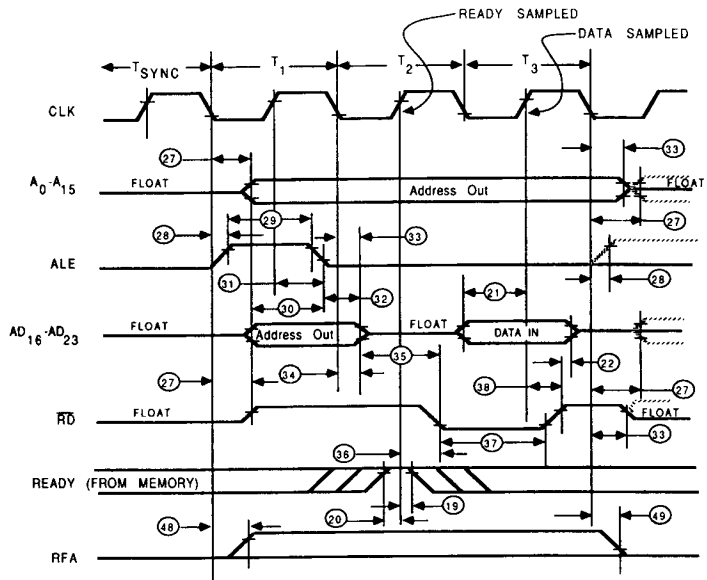 READY SAMPLED
DATA SAMPLED
TSYNC T1 T2 T3
CLK
27 33
A0-A15 FLOAT Address Out FLOAT
28 29 33 27
ALE
31 30 32 21 28
AD16-AD23 FLOAT Address Out FLOAT DATA IN
35 22
27 34 38 27
RD FLOAT FLOAT
36 37 33
READY (FROM MEMORY)
48 20 19 49
RFA